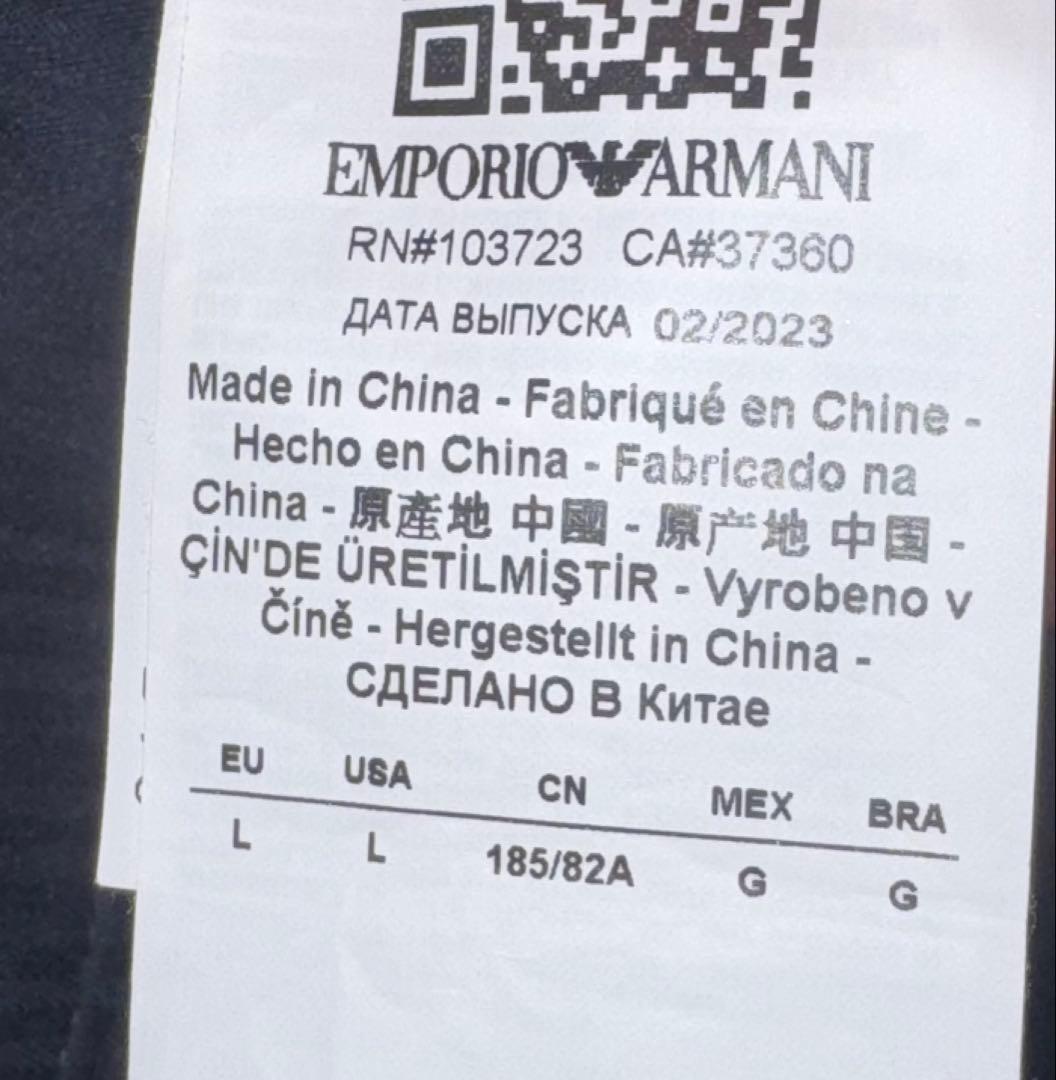 EMPORIO ARMANI
RN#103723 CA#37360
ДАТА ВЫПУСКА 02/2023
Made in China - Fabriqué en Chine -
Hecho en China - Fabricado na
China - 原產地 中國 - 原产地 中国 -
ÇİN'DE ÜRETİLMİŞTİR - Vyrobeno v
Číně - Hergestellt in China -
СДЕЛАНО В Китае
EU USA CN MEX BRA
L L 185/82A G G